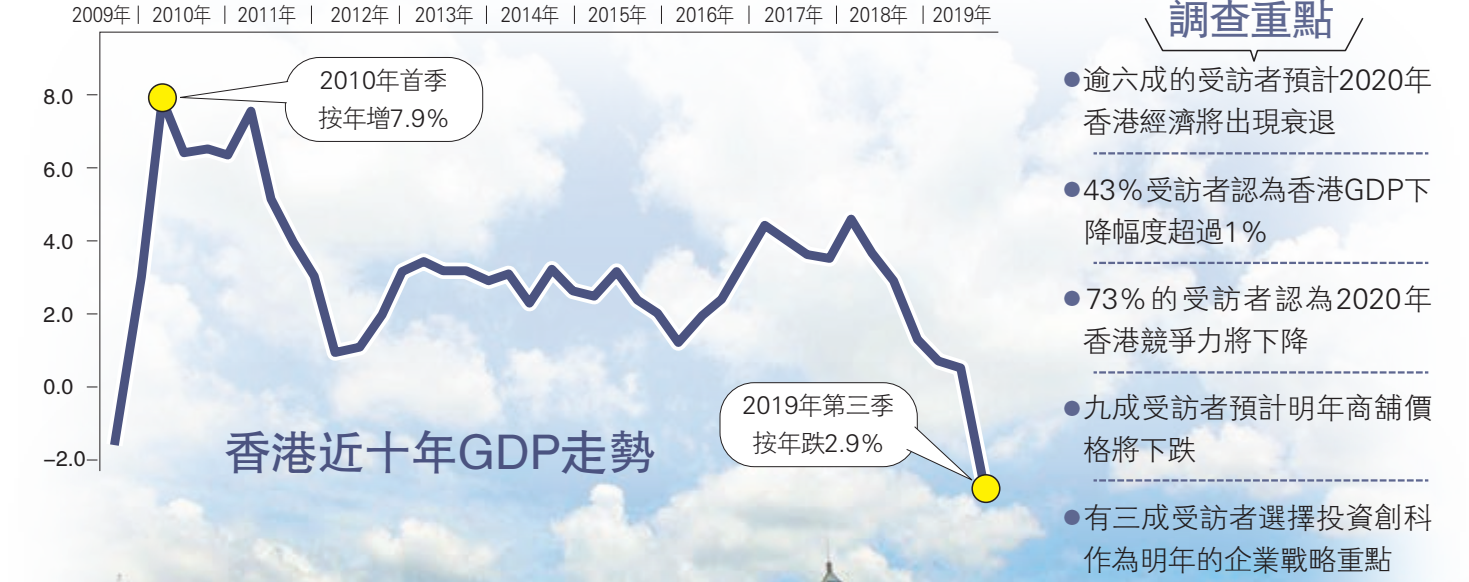 2009年 | 2010年 | 2011年 | 2012年 | 2013年 | 2014年 | 2015年 | 2016年 | 2017年 | 2018年 | 2019年
8.0
6.0
4.0
2.0
0.0
–2.0
2010年首季
按年增7.9%
2019年第三季
按年跌2.9%
香港近十年GDP走勢
調查重點
●逾六成的受訪者預計2020年
香港經濟將出現衰退
●43%受訪者認為香港GDP下
降幅度超過1%
●73%的受訪者認為2020年
香港競爭力將下降
●九成受訪者預計明年商舖價
格將下跌
●有三成受訪者選擇投資創科
作為明年的企業戰略重點